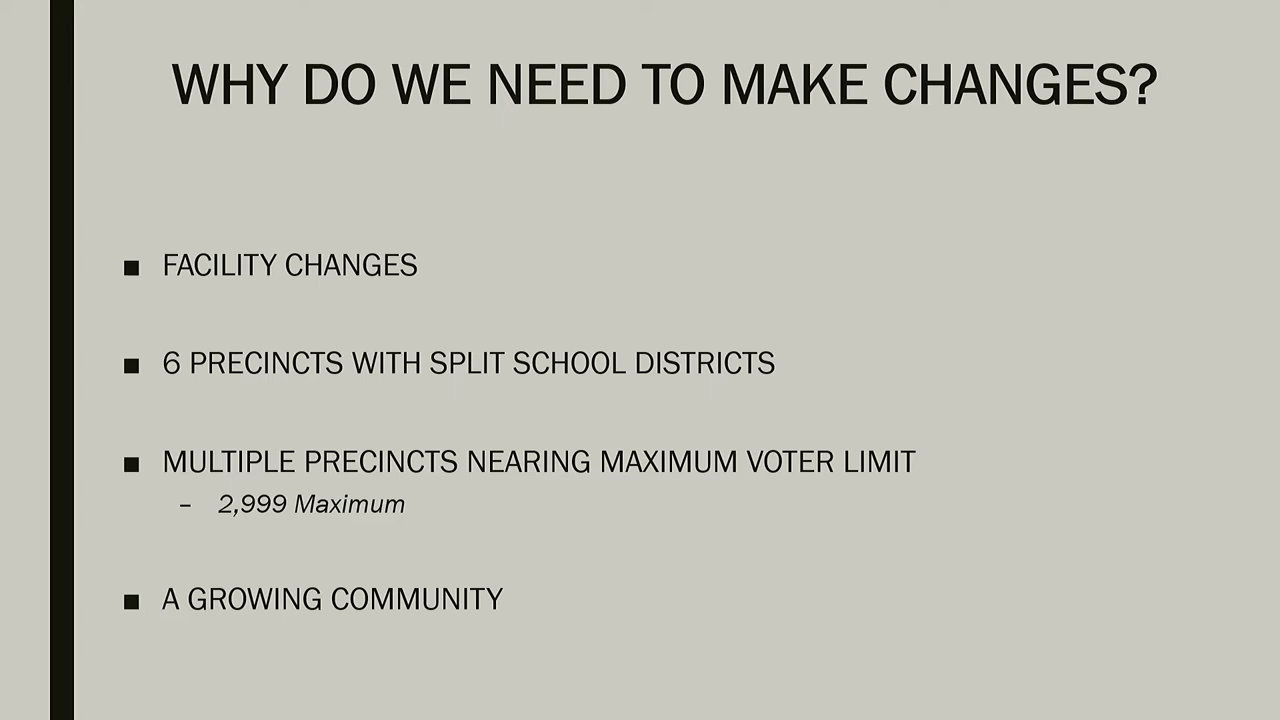 WHY DO WE NEED TO MAKE CHANGES?
■ FACILITY CHANGES
■ 6 PRECINCTS WITH SPLIT SCHOOL DISTRICTS
■ MULTIPLE PRECINCTS NEARING MAXIMUM VOTER LIMIT
– 2,999 Maximum
■ A GROWING COMMUNITY